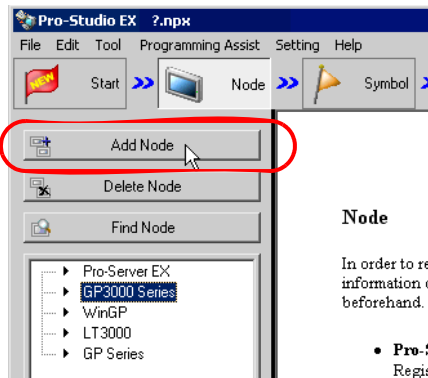 Pro-Studio EX ?.npx
File Edit Tool Programming Assist Setting Help
NEW Start Node Symbol
Add Node
Delete Node
Find Node
Pro-Server EX
GP3000 Series
WinGP
LT3000
GP Series
Node
In order to re
information
beforehand.
Pro-S
Regis